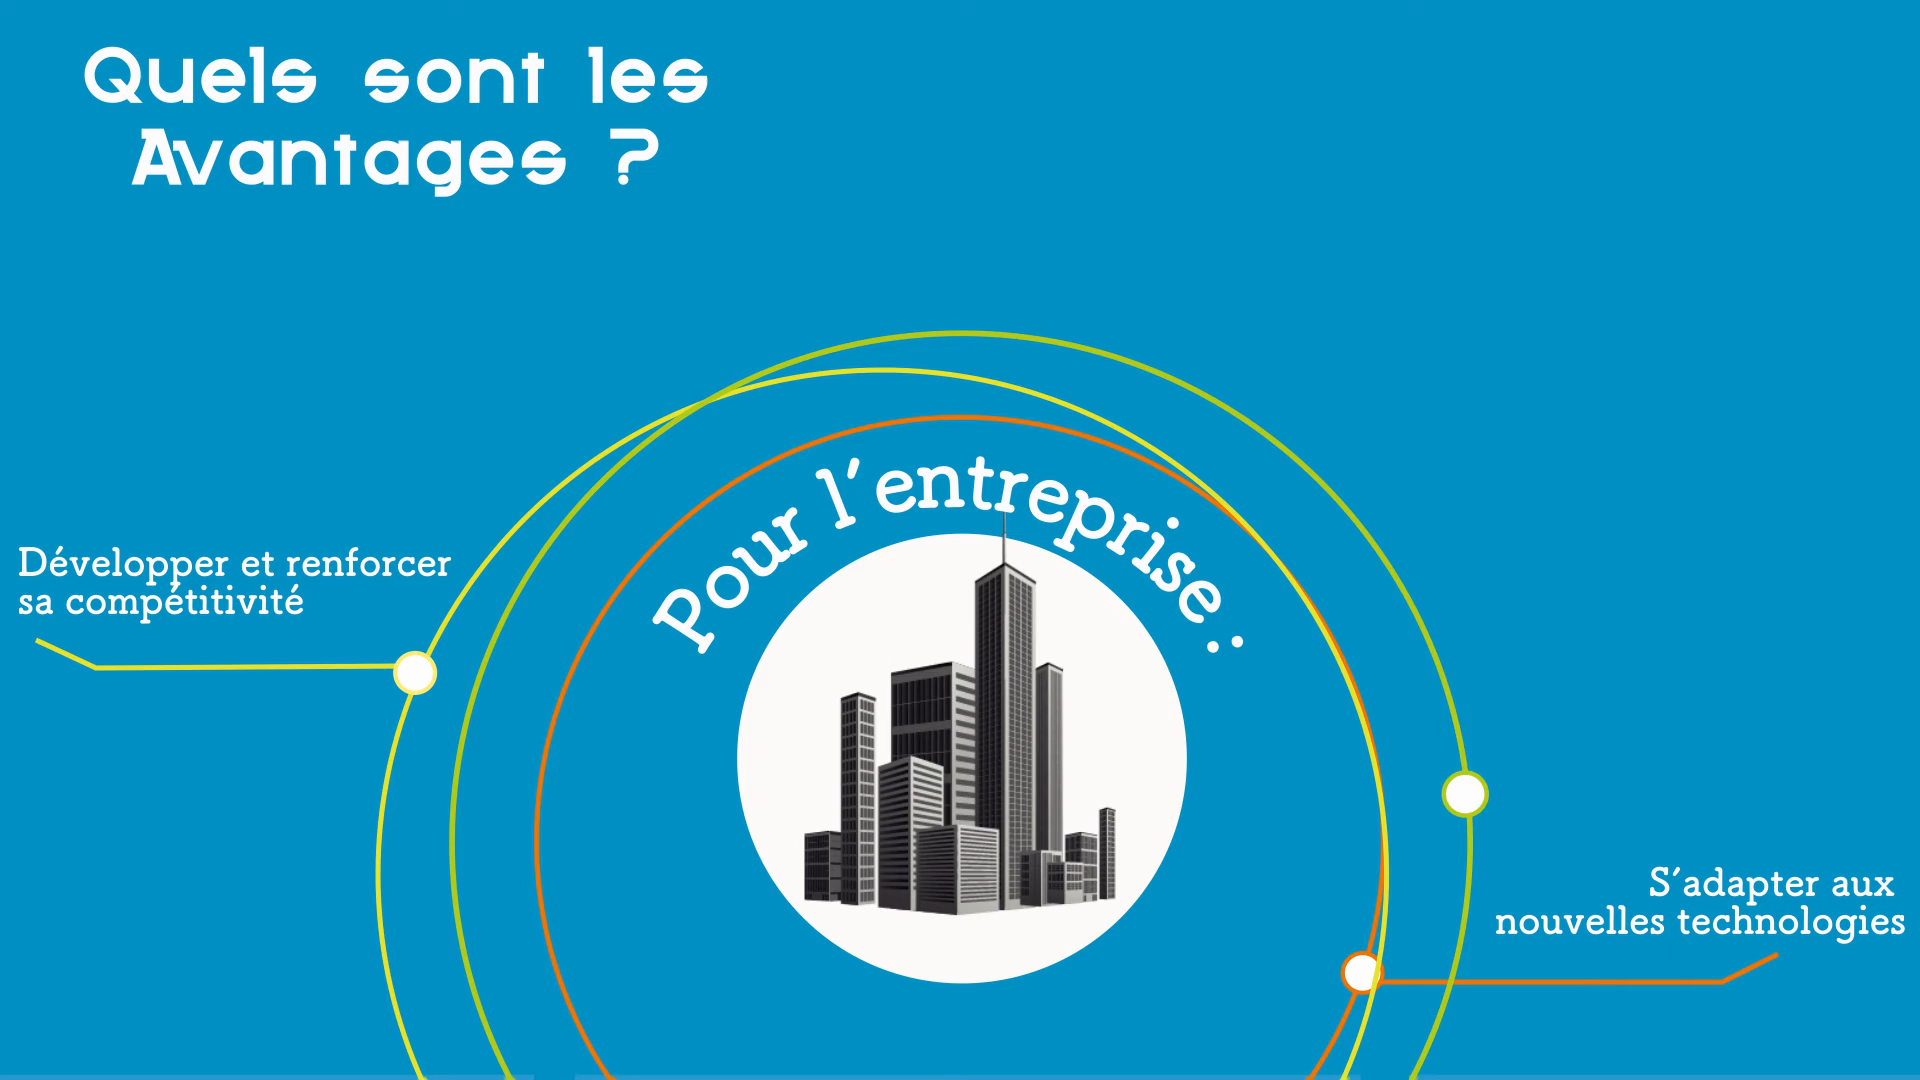 Quels sont les
Avantages ?
Pour l'entreprise :
Développer et renforcer
sa compétitivité
S'adapter aux
nouvelles technologies